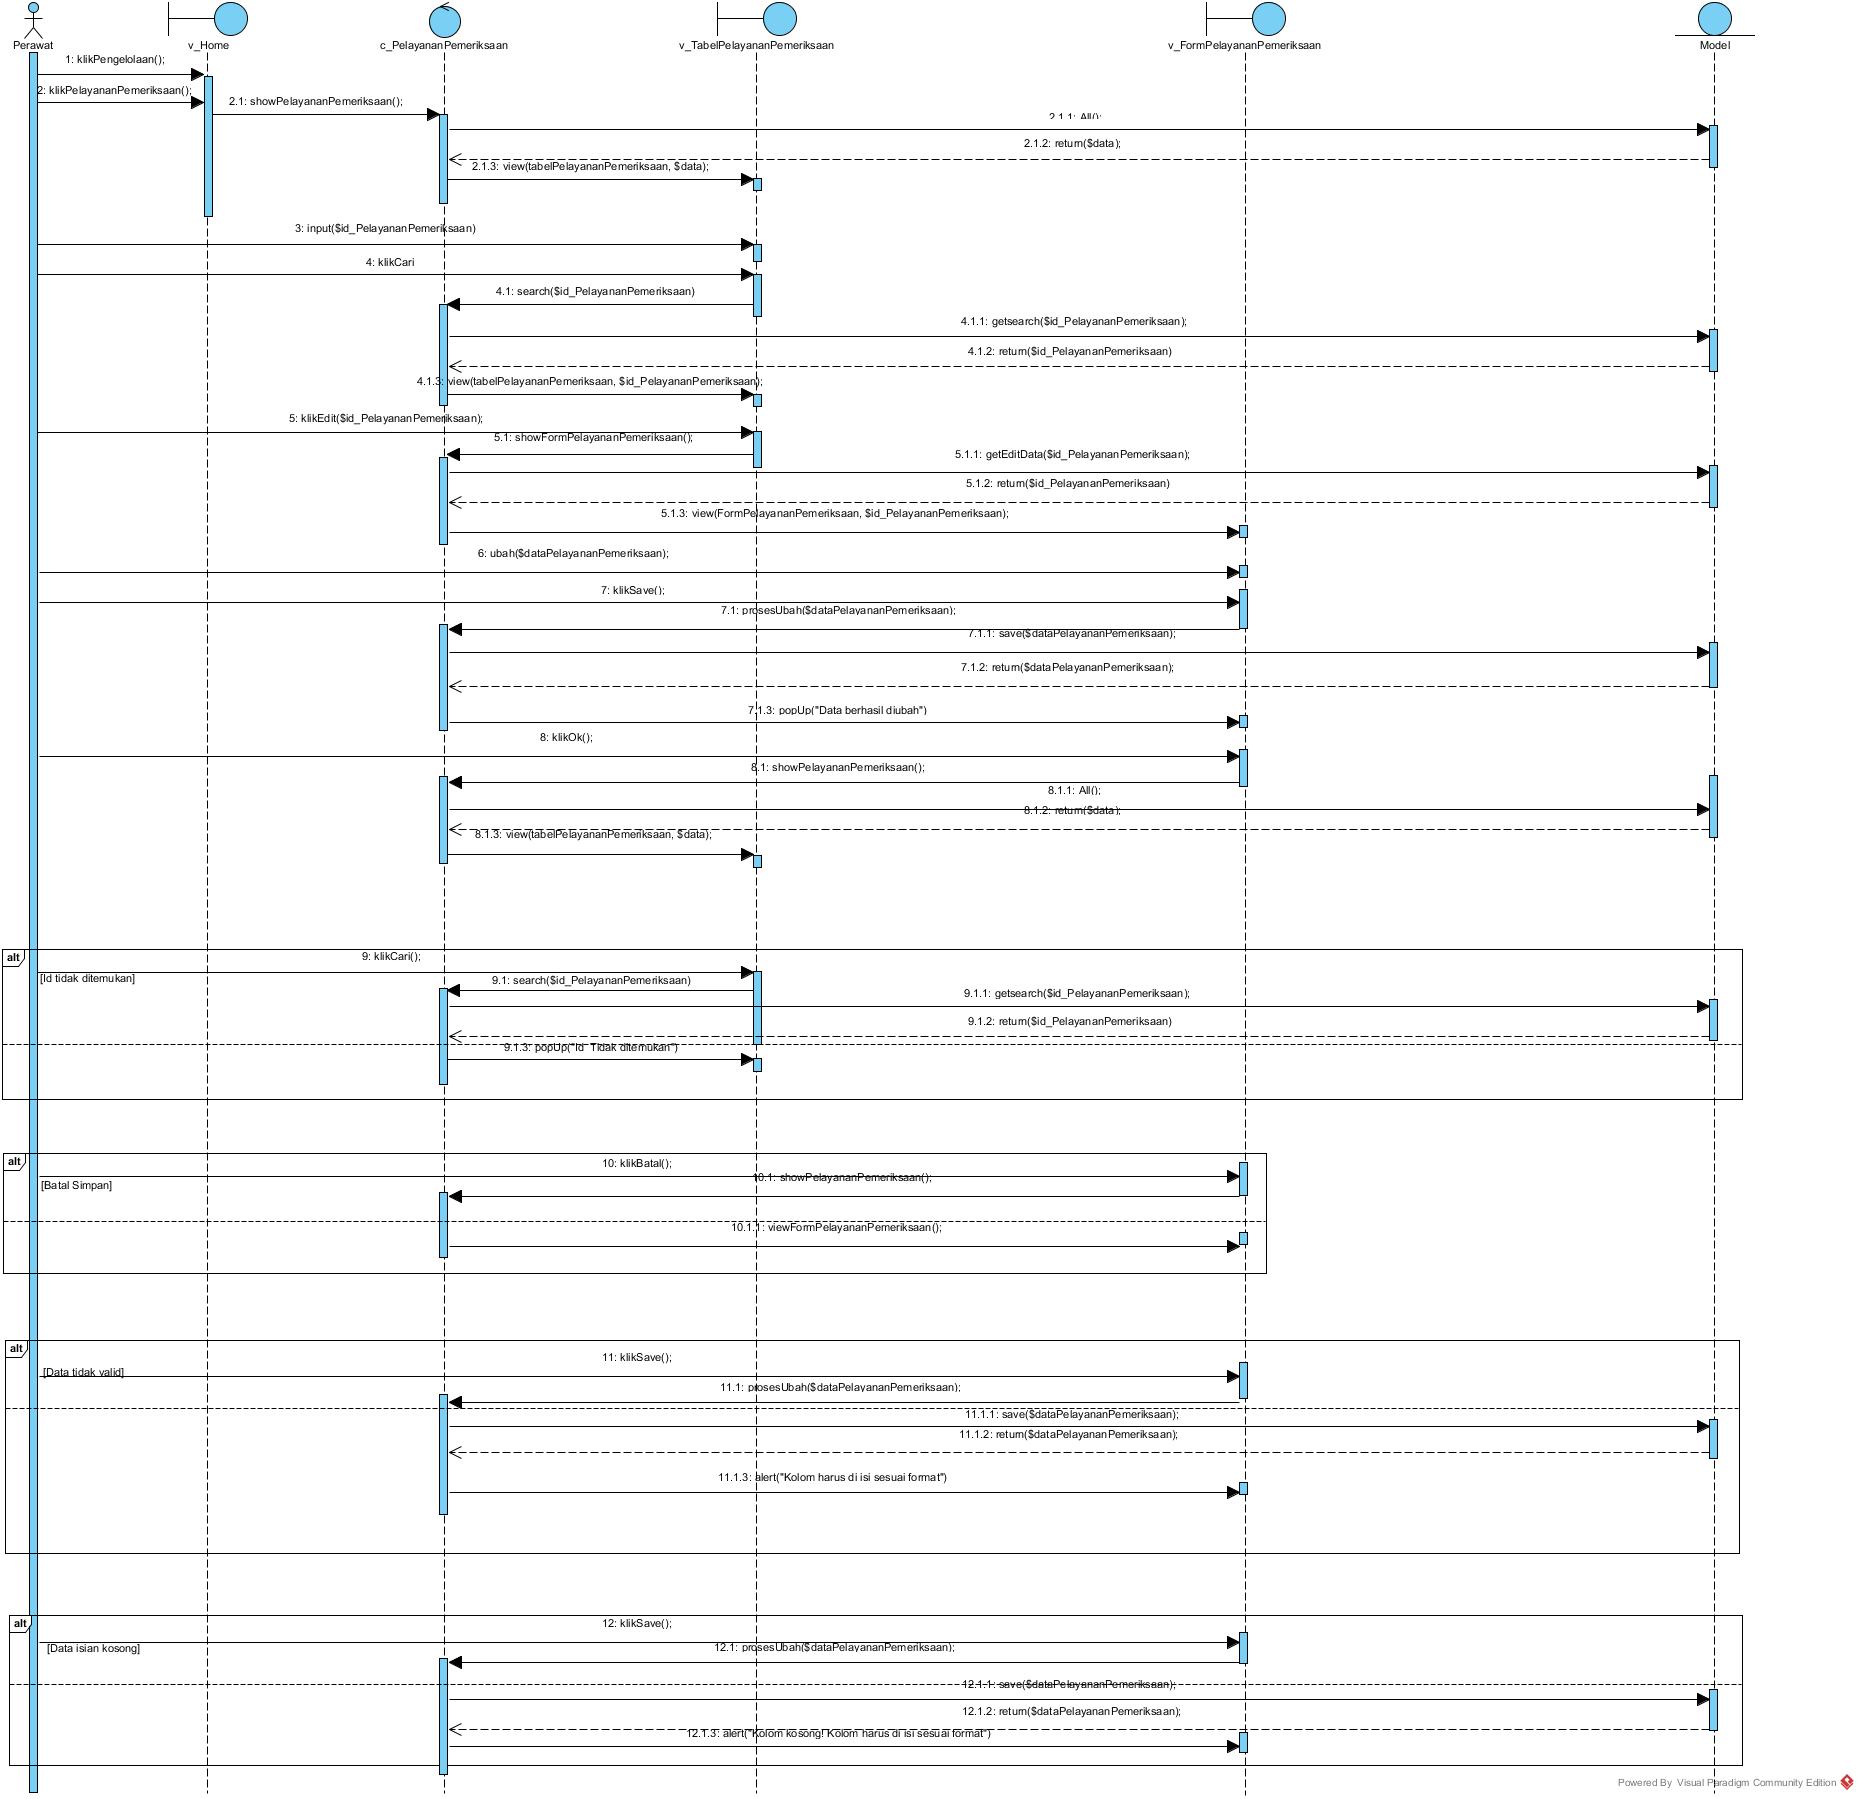 Perawat
v_Home
c_PelayananPemeriksaan
v_TabelPelayananPemeriksaan
v_FormPelayananPemeriksaan
Model
1: klikPengelolaan();
2: klikPelayananPemeriksaan();
2.1: showPelayananPemeriksaan();
2.1.1: All();
2.1.2: return($data);
2.1.3: view(tabelPelayananPemeriksaan, $data);
3: input($id_PelayananPemeriksaan)
4: klikCari
4.1: search($id_PelayananPemeriksaan)
4.1.1: getsearch($id_PelayananPemeriksaan);
4.1.2: return($id_PelayananPemeriksaan)
4.1.3: view(tabelPelayananPemeriksaan, $id_PelayananPemeriksaan);
5: klikEdit($id_PelayananPemeriksaan);
5.1: showFormPelayananPemeriksaan();
5.1.1: getEditData($id_PelayananPemeriksaan);
5.1.2: return($id_PelayananPemeriksaan)
5.1.3: view(FormPelayananPemeriksaan, $id_PelayananPemeriksaan);
6: ubah($dataPelayananPemeriksaan);
7: klikSave();
7.1: prosesUbah($dataPelayananPemeriksaan);
7.1.1: save($dataPelayananPemeriksaan);
7.1.2: return($dataPelayananPemeriksaan);
7.1.3: popUp("Data berhasil diubah")
8: klikOk();
8.1: showPelayananPemeriksaan();
8.1.1: All();
8.1.2: return($data);
8.1.3: view(tabelPelayananPemeriksaan, $data);
alt
9: klikCari();
[Id tidak ditemukan]
9.1: search($id_PelayananPemeriksaan)
9.1.1: getsearch($id_PelayananPemeriksaan);
9.1.2: return($id_PelayananPemeriksaan)
9.1.3: popUp("Id  Tidak ditemukan")
alt
10: klikBatal();
10.1: showPelayananPemeriksaan();
[Batal Simpan]
10.1.1: viewFormPelayananPemeriksaan();
alt
11: klikSave();
[Data tidak valid]
11.1: prosesUbah($dataPelayananPemeriksaan);
11.1.1: save($dataPelayananPemeriksaan);
11.1.2: return($dataPelayananPemeriksaan);
11.1.3: alert("Kolom harus di isi sesuai format")
alt
12: klikSave();
[Data isian kosong]
12.1: prosesUbah($dataPelayananPemeriksaan);
12.1.1: save($dataPelayananPemeriksaan);
12.1.2: return($dataPelayananPemeriksaan);
12.1.3: alert("Kolom kosong! Kolom harus di isi sesuai format")
Powered By  Visual Paradigm Community Edition